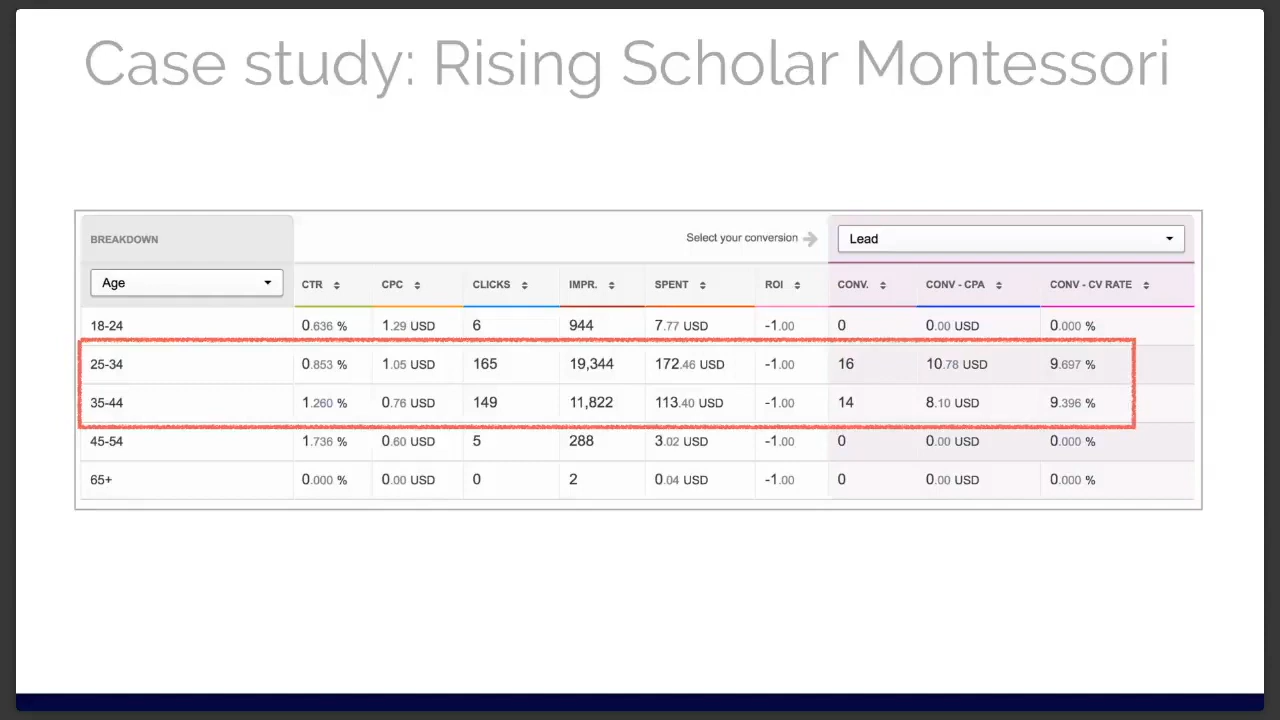 Case study: Rising Scholar Montessori
BREAKDOWN Select your conversion Lead
Age CTR CPC CLICKS IMPR. SPENT ROI CONV. CONV - CPA CONV - CV RATE
18-24 0.636 % 1.29 USD 6 944 7.77 USD -1.00 0 0.00 USD 0.000 %
25-34 0.853 % 1.05 USD 165 19,344 172.46 USD -1.00 16 10.78 USD 9.697 %
35-44 1.260 % 0.76 USD 149 11,822 113.40 USD -1.00 14 8.10 USD 9.396 %
45-54 1.736 % 0.60 USD 5 288 3.02 USD -1.00 0 0.00 USD 0.000 %
65+ 0.000 % 0.00 USD 0 2 0.04 USD -1.00 0 0.00 USD 0.000 %